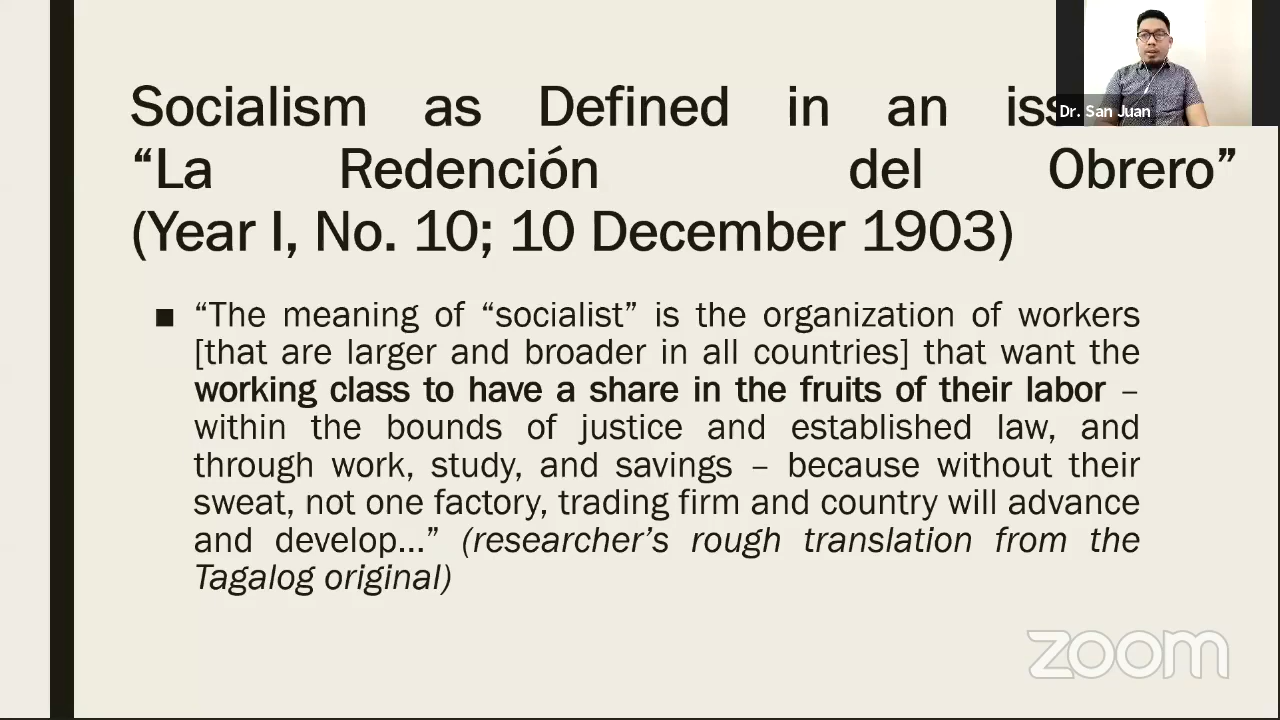 Socialism as Defined in an
“La Redención del Obrero”
(Year I, No. 10; 10 December 1903)
Dr. San Juan
■ “The meaning of “socialist” is the organization of workers
[that are larger and broader in all countries] that want the
working class to have a share in the fruits of their labor –
within the bounds of justice and established law, and
through work, study, and savings – because without their
sweat, not one factory, trading firm and country will advance
and develop...” (researcher’s rough translation from the
Tagalog original)
zoom